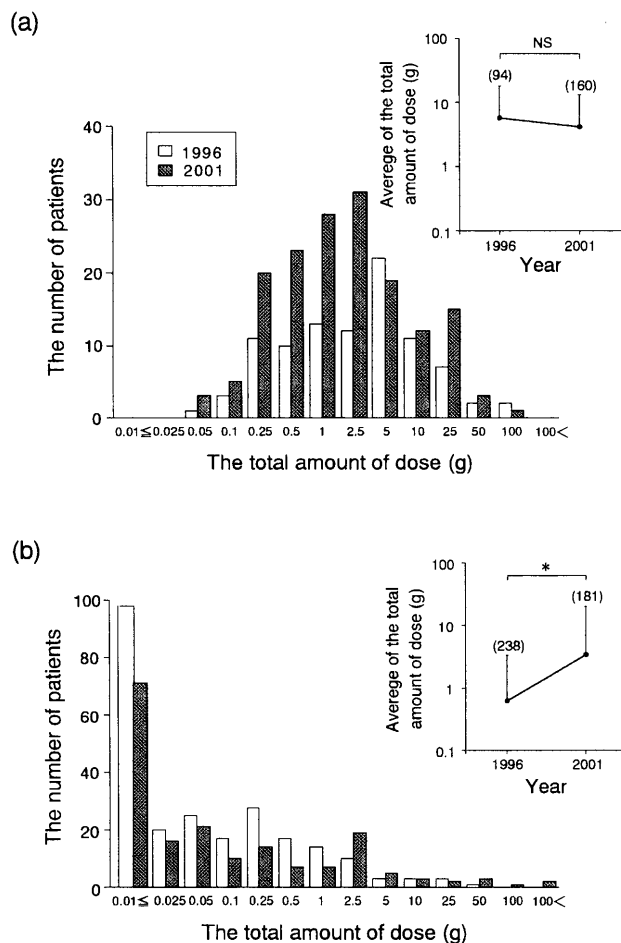 (a)
100
10
1
0.1
Averege of the total
amount of dose (g)
NS
(94)
(160)
1996
2001
Year
40
30
20
10
0
The number of patients
1996
2001
0.01≦ 0.025 0.05 0.1 0.25 0.5 1 2.5 5 10 25 50 100 100<
The total amount of dose (g)
(b)
100
10
1
0.1
Averege of the total
amount of dose (g)
*
(238)
(181)
1996
2001
Year
100
80
60
40
20
0
The number of patients
0.01≦ 0.025 0.05 0.1 0.25 0.5 1 2.5 5 10 25 50 100 100<
The total amount of dose (g)